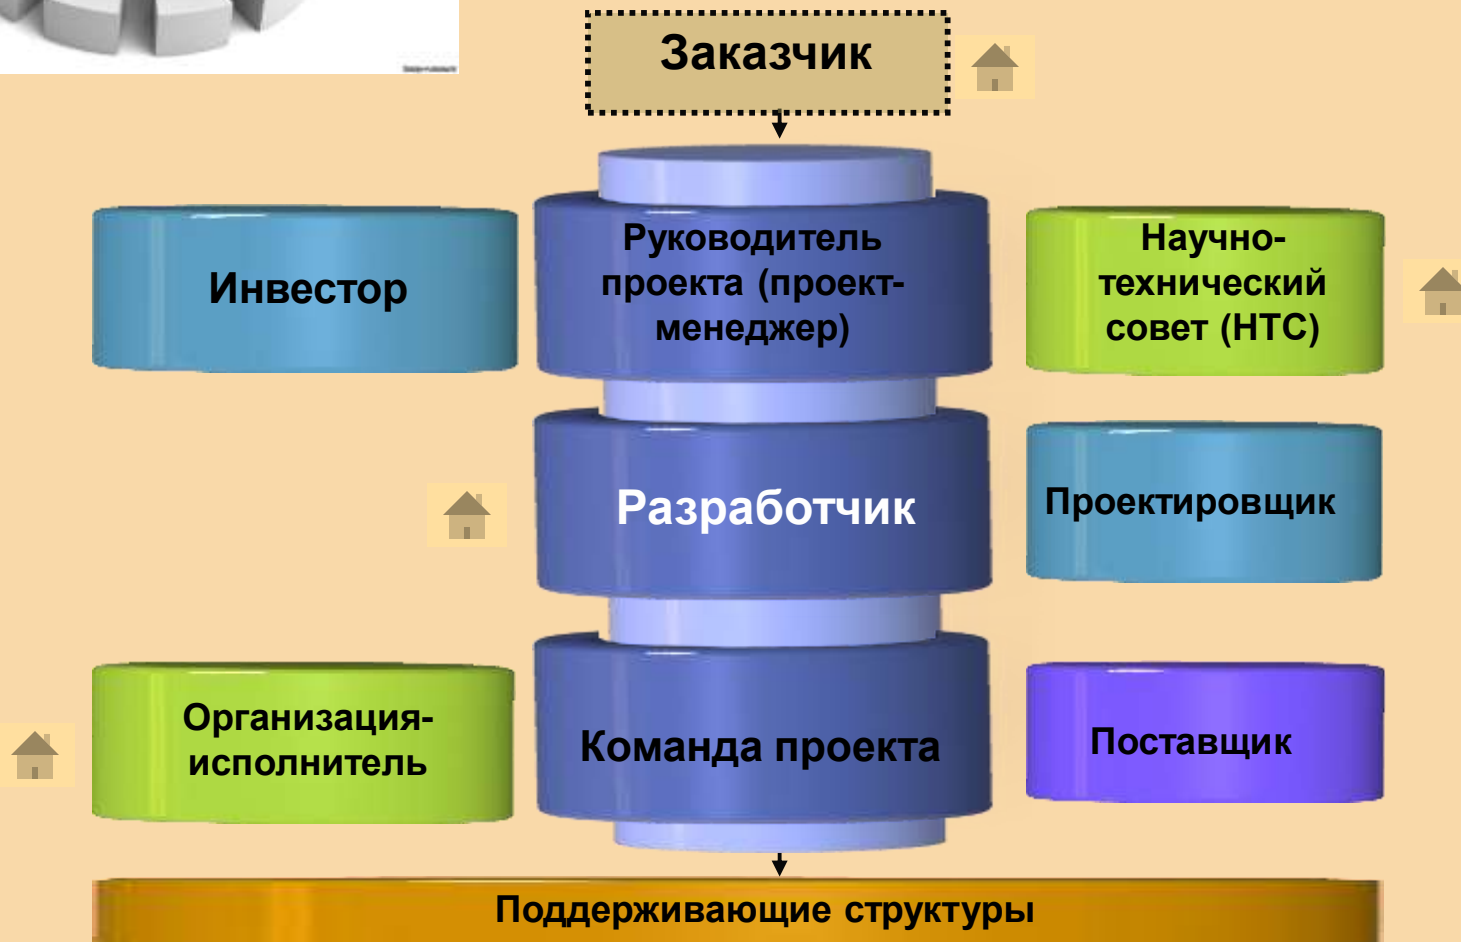 Заказчик
Инвестор
Руководитель
проекта (проект-
менеджер)
Научно-
технический
совет (НТС)
Разработчик
Проектировщик
Организация-
исполнитель
Команда проекта
Поставщик
Поддерживающие структуры